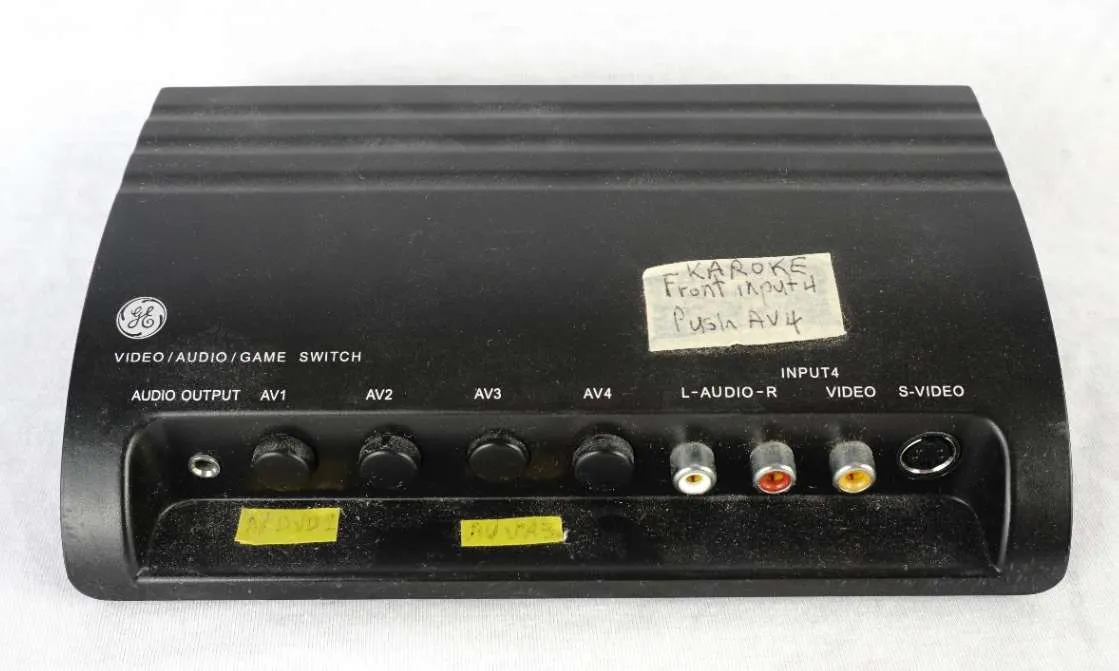 KAROKE
Front input 4
Push AV4
GE
VIDEO/AUDIO/GAME SWITCH
INPUT4
AUDIO OUTPUT AV1 AV2 AV3 AV4 L-AUDIO-R VIDEO S-VIDEO